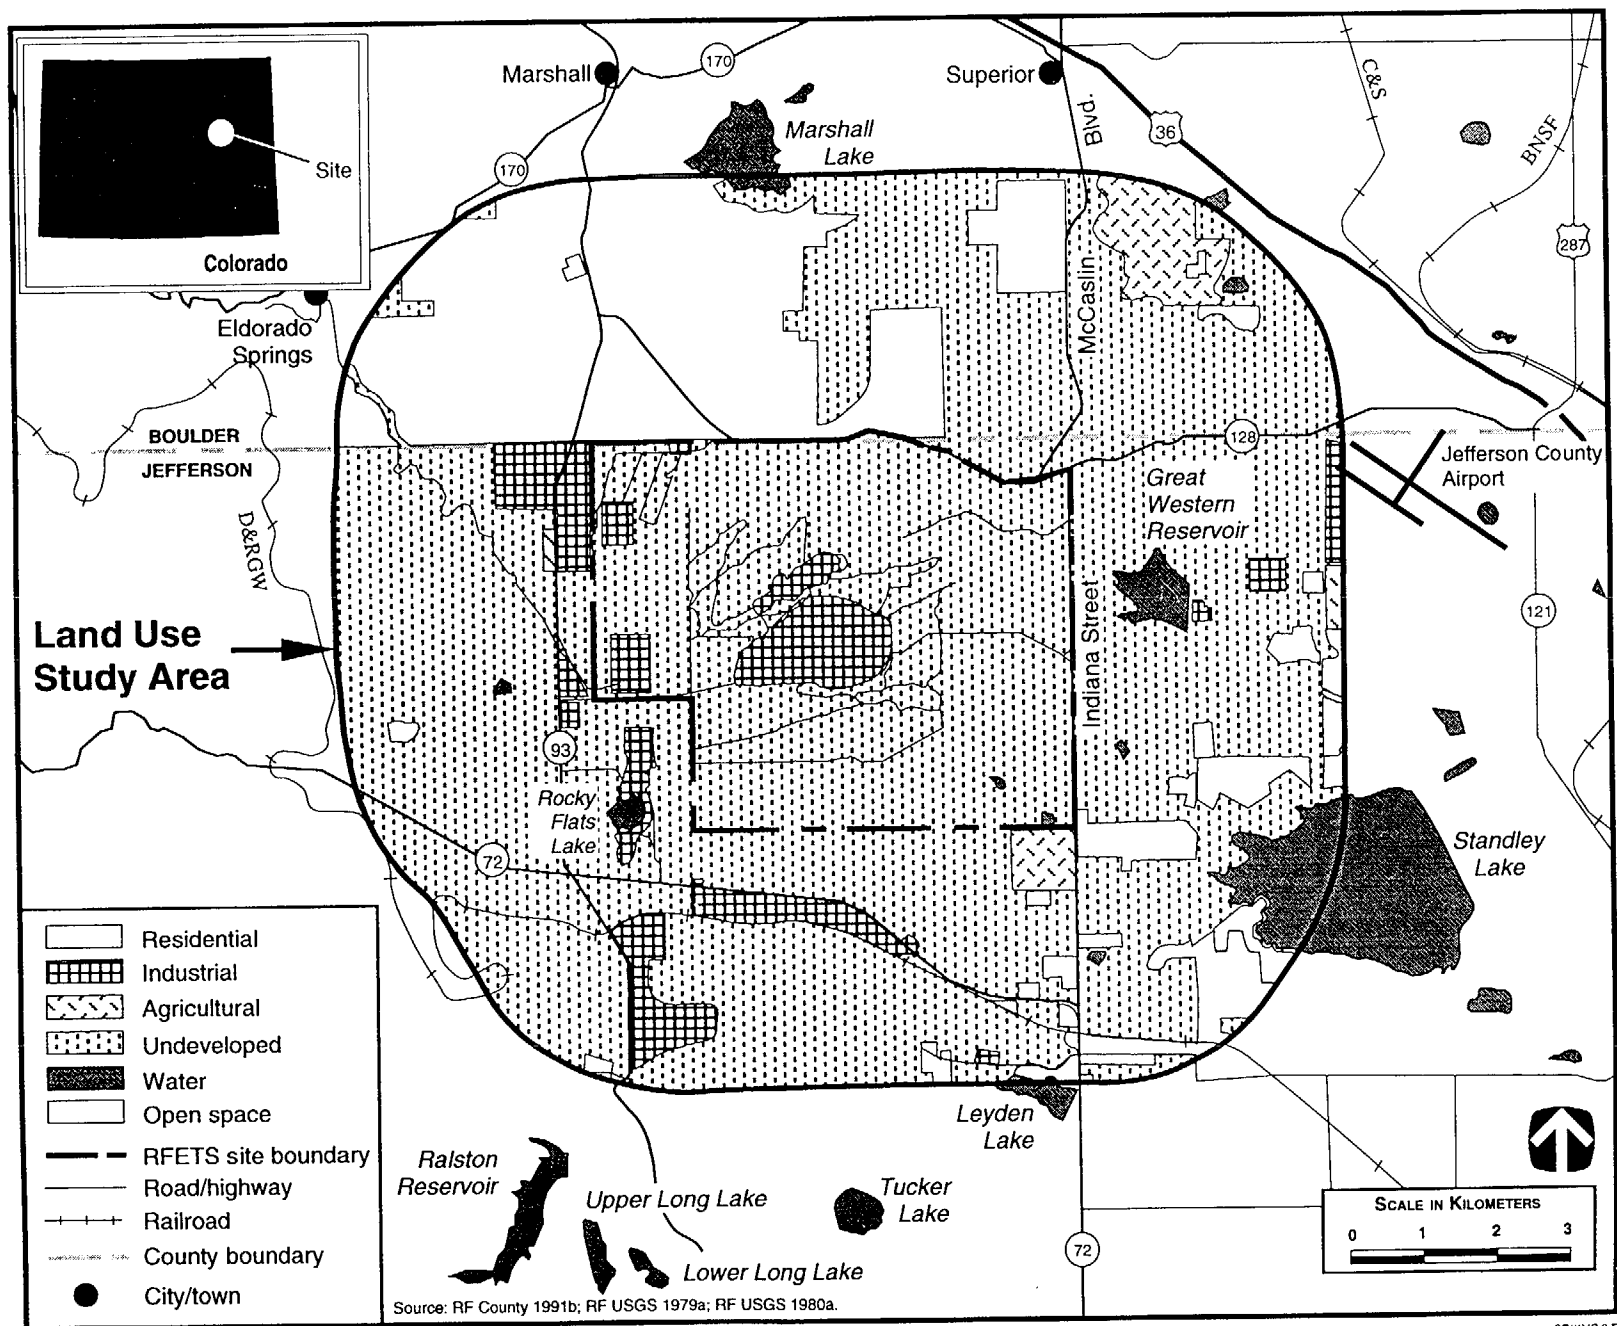 Marshall
170
Superior
Marshall
Lake
Blvd.
36
C&S
BNSF
Site
170
Colorado
287
McCaslin
Eldorado
Springs
BOULDER
JEFFERSON
128
Jefferson County
Airport
Great
Western
Reservoir
D&RGW
Indiana Street
121
Land Use
Study Area
93
Rocky
Flats
Lake
72
Standley
Lake
Residential
Industrial
Agricultural
Undeveloped
Water
Open space
RFETS site boundary
Road/highway
Railroad
County boundary
City/town
Leyden
Lake
Ralston
Reservoir
Upper Long Lake
Tucker
Lake
Lower Long Lake
72
SCALE IN KILOMETERS
0 1 2 3
Source: RF County 1991b; RF USGS 1979a; RF USGS 1980a.